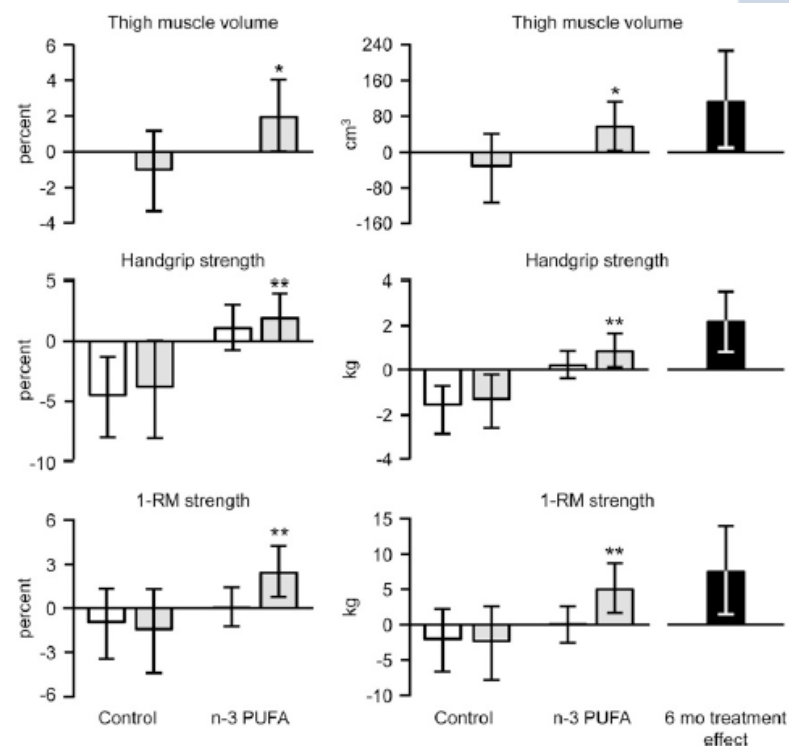 Thigh muscle volume
6
4
2
0
-2
-4
percent
*
Thigh muscle volume
240
160
80
0
-80
-160
cm³
*
Handgrip strength
5
0
-5
-10
percent
**
Handgrip strength
4
2
0
-2
-4
kg
**
1-RM strength
6
3
0
-3
-6
percent
**
Control
n-3 PUFA
1-RM strength
15
10
5
0
-5
-10
kg
**
Control
n-3 PUFA
6 mo treatment
effect